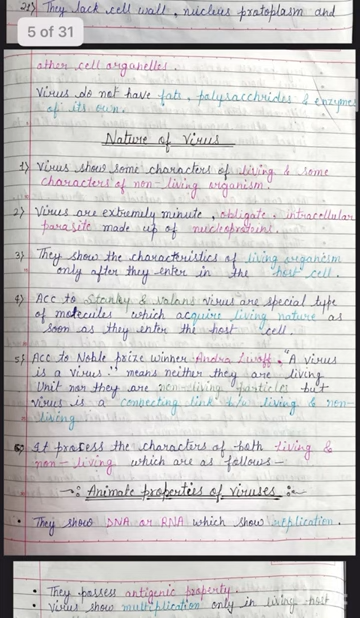 21) They lack cell wall, nucleus protoplasm and
5 of 31
other cell organelles.
Virus do not have fats, polysacchrides & enzymes
of its own.
Nature of Virus
1) Virus show some characters of living & some
characters of non-living organism.
2) Virus are extremely minute, obligate, intracellular
parasite made up of nucleoproteins.
3) They show the characteristics of living organism
only after they enter in the host cell.
4) Acc to Stanley & Valans virus are special type
of molecules which acquire living nature as
soon as they enter the host cell.
5) Acc to Noble prize winner Andra Lwoff. "A virus
is a virus." means neither they are living
Unit nor they are non-living particles but
virus is a connecting link b/w living & non-
living
6) It process the characters of both living &
non-living which are as follows-
Animate properties of viruses :-
• They show DNA or RNA which show replication.
• They possess antigenic property.
• Virus show multiplication only in living host